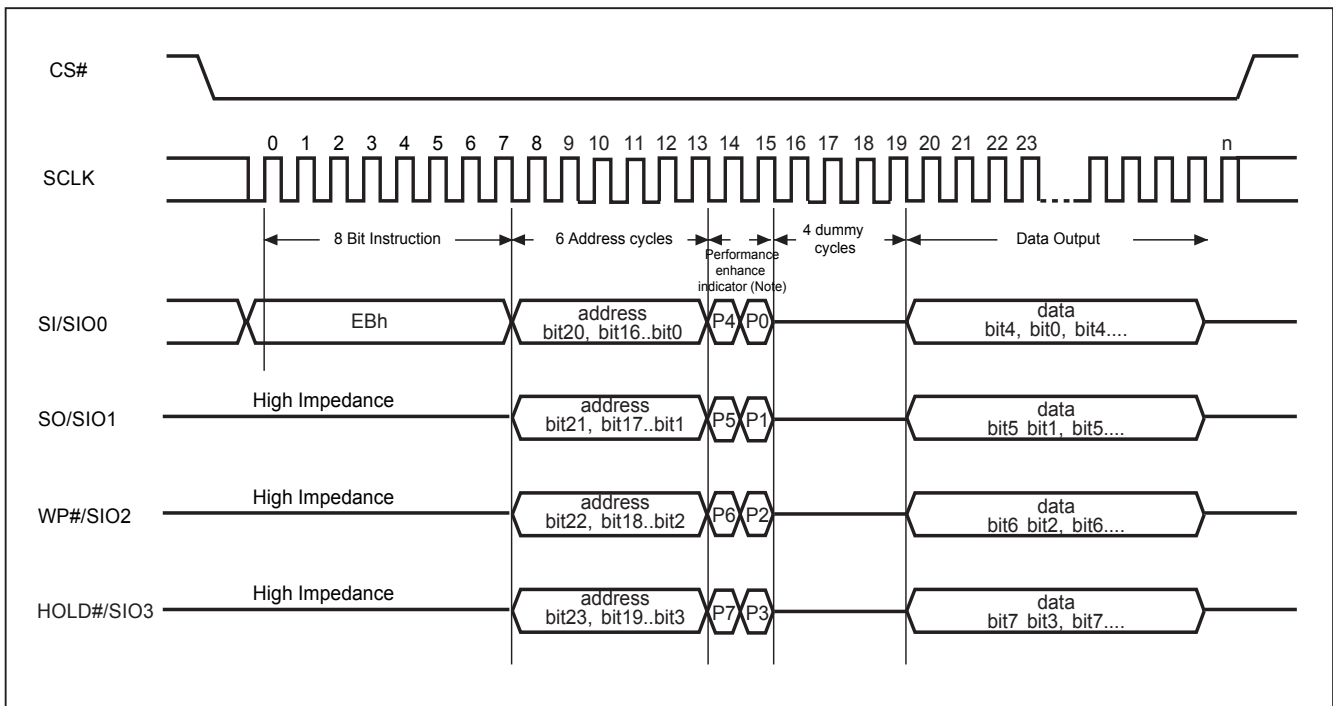 CS#
0 1 2 3 4 5 6 7 8 9 10 11 12 13 14 15 16 17 18 19 20 21 22 23 n
SCLK
8 Bit Instruction 6 Address cycles 4 dummy cycles Data Output
Performance
enhance
indicator (Note)
SI/SIO0 EBh address P4 P0 data
bit20, bit16..bit0 bit4, bit0, bit4....
High Impedance
SO/SIO1 address P5 P1 data
bit21, bit17..bit1 bit5 bit1, bit5....
High Impedance
WP#/SIO2 address P6 P2 data
bit22, bit18..bit2 bit6 bit2, bit6....
High Impedance
HOLD#/SIO3 address P7 P3 data
bit23, bit19..bit3 bit7 bit3, bit7....